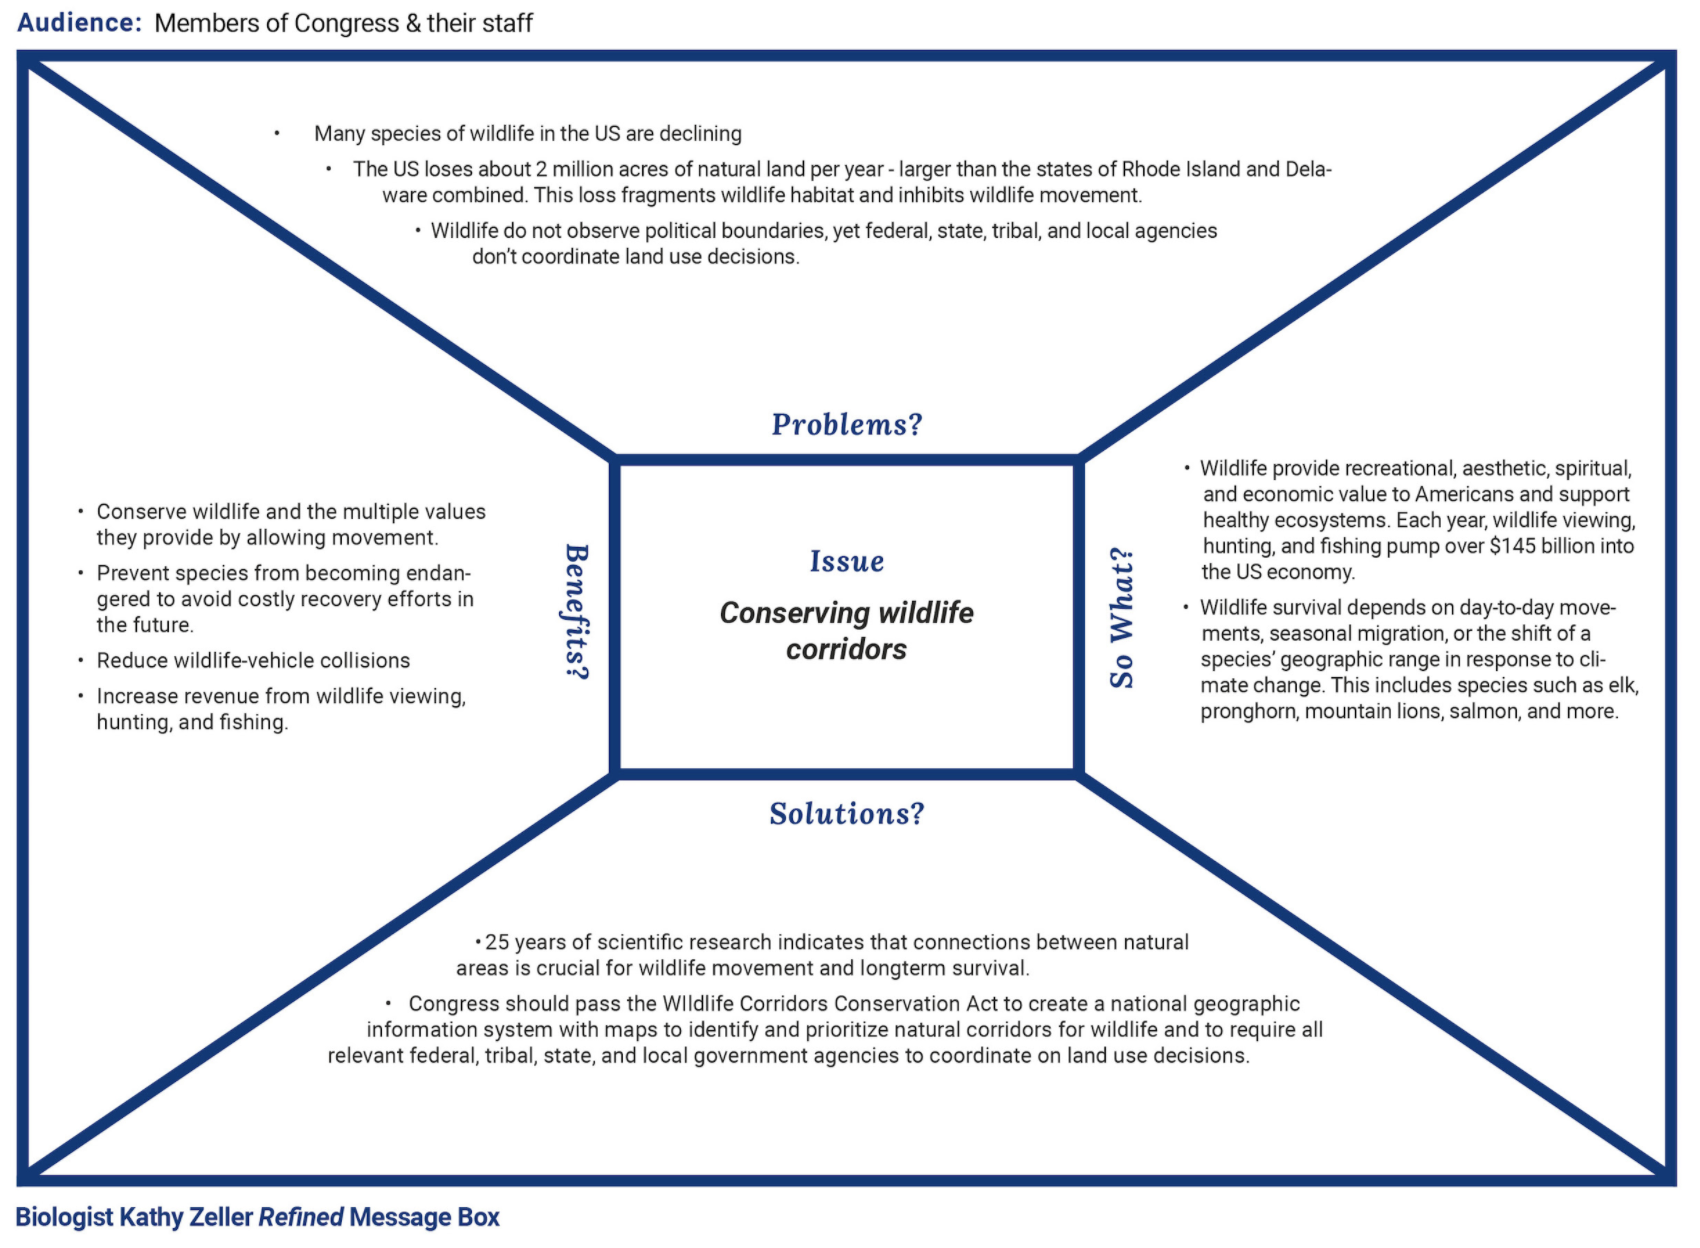 Audience: Members of Congress & their staff
• Many species of wildlife in the US are declining
• The US loses about 2 million acres of natural land per year - larger than the states of Rhode Island and Dela-
ware combined. This loss fragments wildlife habitat and inhibits wildlife movement.
• Wildlife do not observe political boundaries, yet federal, state, tribal, and local agencies
don’t coordinate land use decisions.
Problems?
• Conserve wildlife and the multiple values
they provide by allowing movement.
• Prevent species from becoming endan-
gered to avoid costly recovery efforts in
the future.
• Reduce wildlife-vehicle collisions
• Increase revenue from wildlife viewing,
hunting, and fishing.
Benefits?
Issue
Conserving wildlife
corridors
So What?
• Wildlife provide recreational, aesthetic, spiritual,
and economic value to Americans and support
healthy ecosystems. Each year, wildlife viewing,
hunting, and fishing pump over $145 billion into
the US economy.
• Wildlife survival depends on day-to-day move-
ments, seasonal migration, or the shift of a
species’ geographic range in response to cli-
mate change. This includes species such as elk,
pronghorn, mountain lions, salmon, and more.
Solutions?
• 25 years of scientific research indicates that connections between natural
areas is crucial for wildlife movement and longterm survival.
• Congress should pass the WIldlife Corridors Conservation Act to create a national geographic
information system with maps to identify and prioritize natural corridors for wildlife and to require all
relevant federal, tribal, state, and local government agencies to coordinate on land use decisions.
Biologist Kathy Zeller Refined Message Box